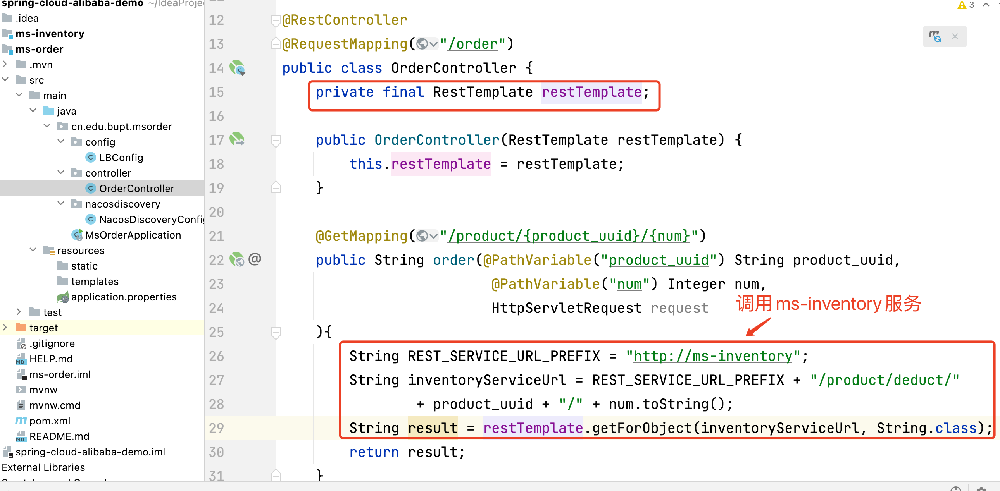 spring-cloud-alibaba-demo ~/IdeaProje
.idea
ms-inventory
ms-order
.mvn
src
main
java
cn.edu.bupt.msorder
config
LBConfig
controller
OrderController
nacosdiscovery
NacosDiscoveryConfi
MsOrderApplication
resources
static
templates
application.properties
test
target
.gitignore
HELP.md
ms-order.iml
mvnw
mvnw.cmd
pom.xml
README.md
spring-cloud-alibaba-demo.iml
External Libraries
3
12 @RestController
13 @RequestMapping("/order")
14 public class OrderController {
15 private final RestTemplate restTemplate;
16
17 public OrderController(RestTemplate restTemplate) {
18 this.restTemplate = restTemplate;
19 }
20
21 @GetMapping("/product/{product_uuid}/{num}")
22 @ public String order(@PathVariable("product_uuid") String product_uuid,
23 @PathVariable("num") Integer num,
24 HttpServletRequest request
调用 ms-inventory 服务
25 ){
26 String REST_SERVICE_URL_PREFIX = "http://ms-inventory";
27 String inventoryServiceUrl = REST_SERVICE_URL_PREFIX + "/product/deduct/"
28 + product_uuid + "/" + num.toString();
29 String result = restTemplate.getForObject(inventoryServiceUrl, String.class);
30 return result;
31 }